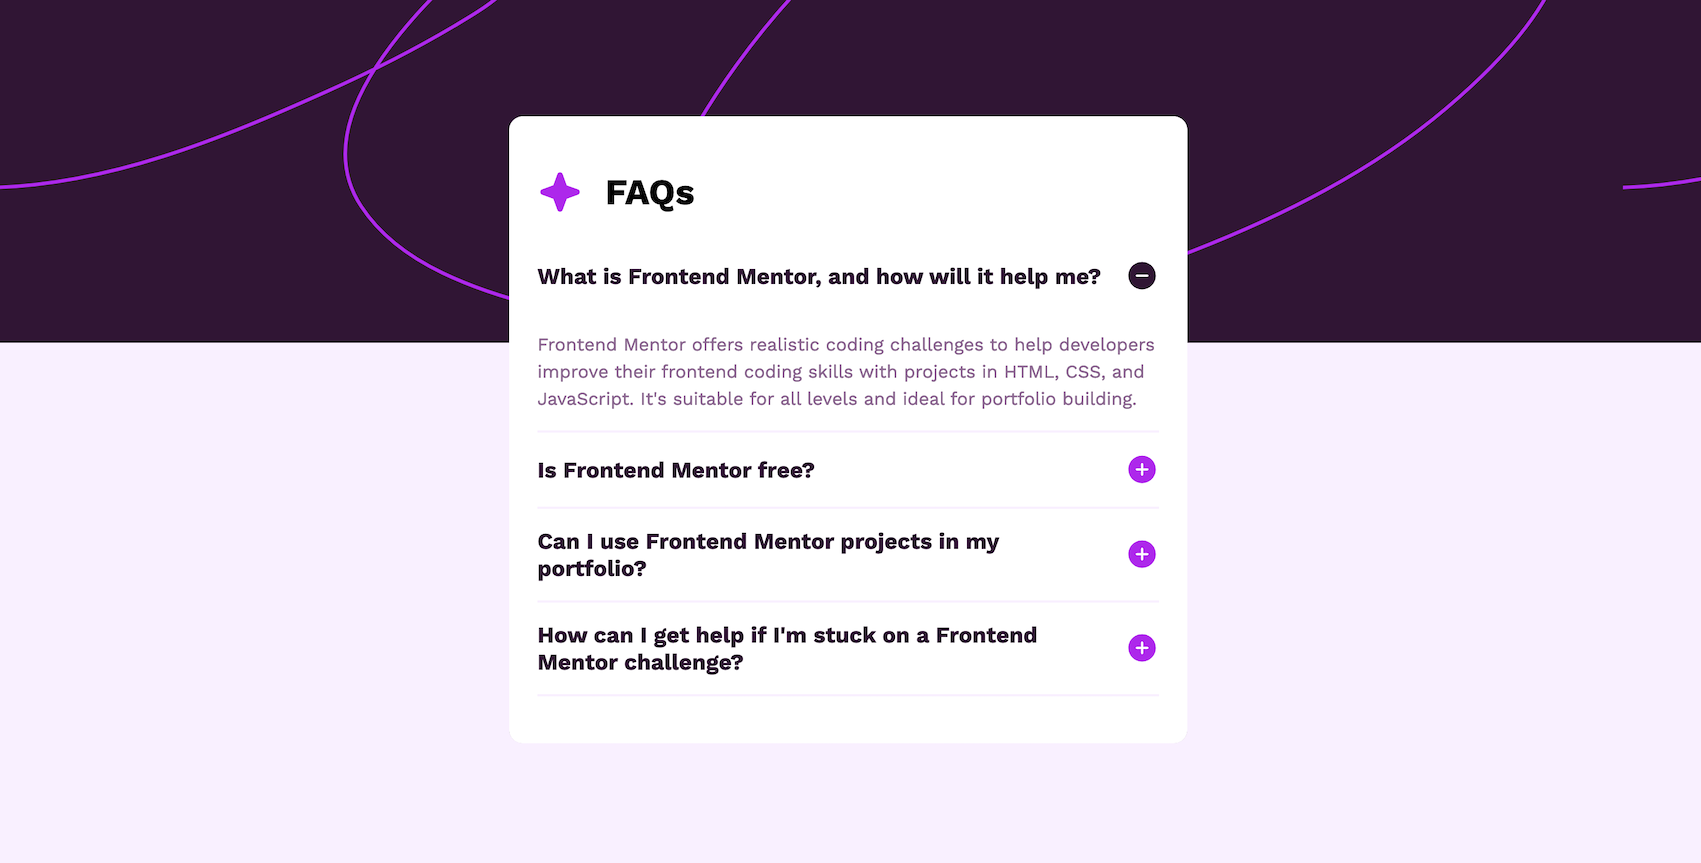 FAQs
What is Frontend Mentor, and how will it help me?
Frontend Mentor offers realistic coding challenges to help developers
improve their frontend coding skills with projects in HTML, CSS, and
JavaScript. It's suitable for all levels and ideal for portfolio building.
Is Frontend Mentor free?
Can I use Frontend Mentor projects in my
portfolio?
How can I get help if I'm stuck on a Frontend
Mentor challenge?